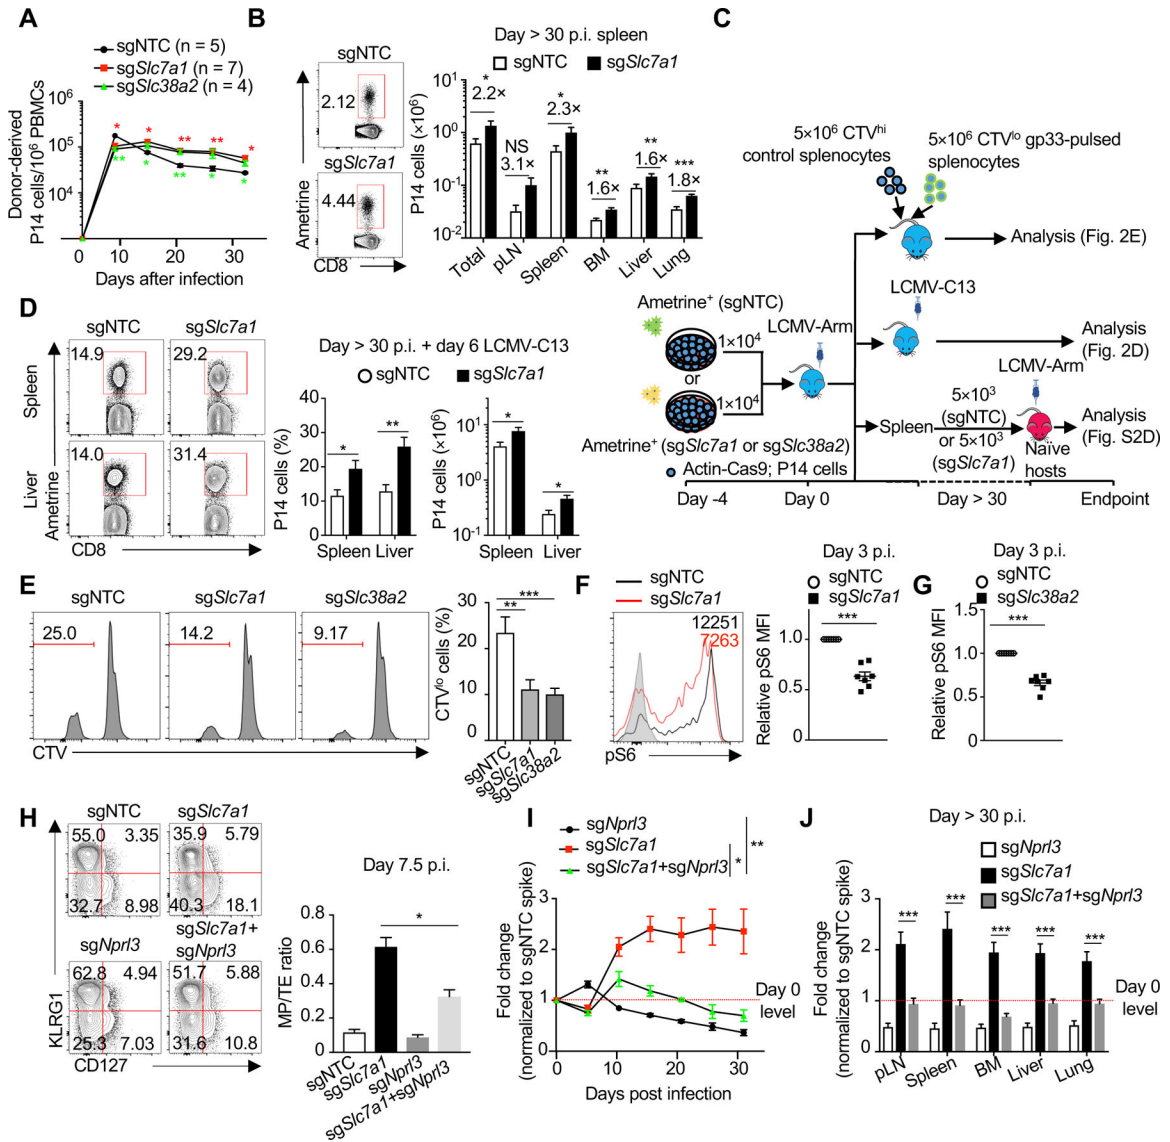 A
sgNTC (n = 5)
sgSlc7a1 (n = 7)
sgSlc38a2 (n = 4)
Donor-derived
P14 cells/10⁶ PBMCs
10⁶
10⁵
10⁴
* * ** ** *
** * ** * *
0 10 20 30
Days after infection
B
Day > 30 p.i. spleen
sgNTC
2.12
sgSlc7a1
4.44
Ametrine
CD8
sgNTC sgSlc7a1
P14 cells (×10⁶)
10¹
10⁰
10⁻¹
10⁻²
*
2.2×
NS
3.1×
*
2.3×
**
1.6×
**
1.6×
***
1.8×
Total pLN Spleen BM Liver Lung
C
5×10⁶ CTVʰⁱ
control splenocytes
5×10⁶ CTVˡᵒ gp33-pulsed
splenocytes
Analysis (Fig. 2E)
LCMV-C13
Ametrine⁺ (sgNTC)
1×10⁴
or
1×10⁴
LCMV-Arm
Analysis
(Fig. 2D)
LCMV-Arm
Ametrine⁺ (sgSlc7a1 or sgSlc38a2)
Actin-Cas9; P14 cells
Spleen
5×10³
(sgNTC)
or 5×10³
(sgSlc7a1)
Naïve
hosts
Analysis
(Fig. S2D)
Day -4 Day 0 Day > 30 Endpoint
D
sgNTC sgSlc7a1
Spleen
14.9 29.2
Liver
14.0 31.4
Ametrine
CD8
Day > 30 p.i. + day 6 LCMV-C13
sgNTC sgSlc7a1
P14 cells (%)
40
30
20
10
0
* **
Spleen Liver
P14 cells (×10⁶)
10¹
10⁰
10⁻¹
* *
Spleen Liver
E
sgNTC sgSlc7a1 sgSlc38a2
25.0 14.2 9.17
CTV
CTVˡᵒ cells (%)
30
20
10
0
***
**
sgNTC
sgSlc7a1
sgSlc38a2
F
sgNTC
sgSlc7a1
12251
7263
pS6
Day 3 p.i.
sgNTC
sgSlc7a1
***
Relative pS6 MFI
1.0
0.5
0
G
Day 3 p.i.
sgNTC
sgSlc38a2
***
Relative pS6 MFI
1.5
1.0
0.5
0
H
sgNTC sgSlc7a1
55.0 3.35 35.9 5.79
32.7 8.98 40.3 18.1
sgNprl3
sgSlc7a1+
sgNprl3
62.8 4.94 51.7 5.88
25.3 7.03 31.6 10.8
KLRG1
CD127
Day 7.5 p.i.
MP/TE ratio
0.8
0.6
0.4
0.2
0
*
sgNTC
sgSlc7a1
sgNprl3
sgSlc7a1+sgNprl3
I
sgNprl3
sgSlc7a1
sgSlc7a1+sgNprl3
* **
Fold change
(normalized to sgNTC spike)
3
2
1
0
0 10 20 30
Days post infection
Day 0
level
J
Day > 30 p.i.
sgNprl3
sgSlc7a1
sgSlc7a1+sgNprl3
Fold change
(normalized to sgNTC spike)
3
2
1
0
*** *** *** *** ***
Day 0
level
pLN Spleen BM Liver Lung